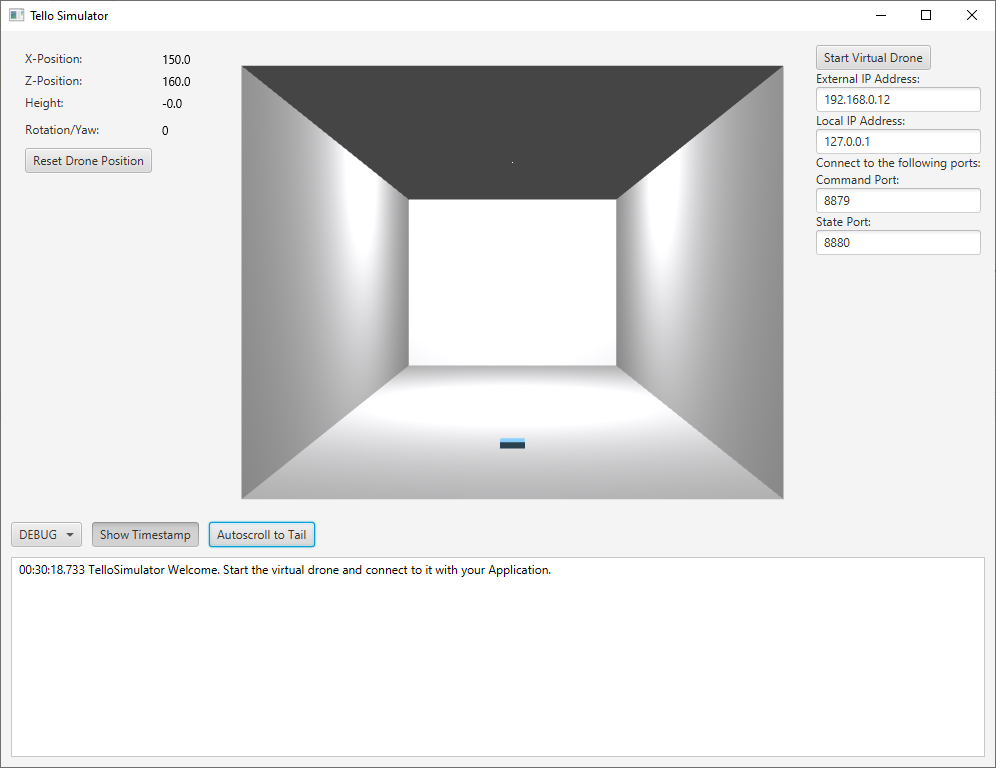 Tello Simulator
X-Position: 150.0
Z-Position: 160.0
Height: -0.0
Rotation/Yaw: 0
Reset Drone Position
Start Virtual Drone
External IP Address:
192.168.0.12
Local IP Address:
127.0.0.1
Connect to the following ports:
Command Port:
8879
State Port:
8880
DEBUG Show Timestamp Autoscroll to Tail
00:30:18.733 TelloSimulator Welcome. Start the virtual drone and connect to it with your Application.